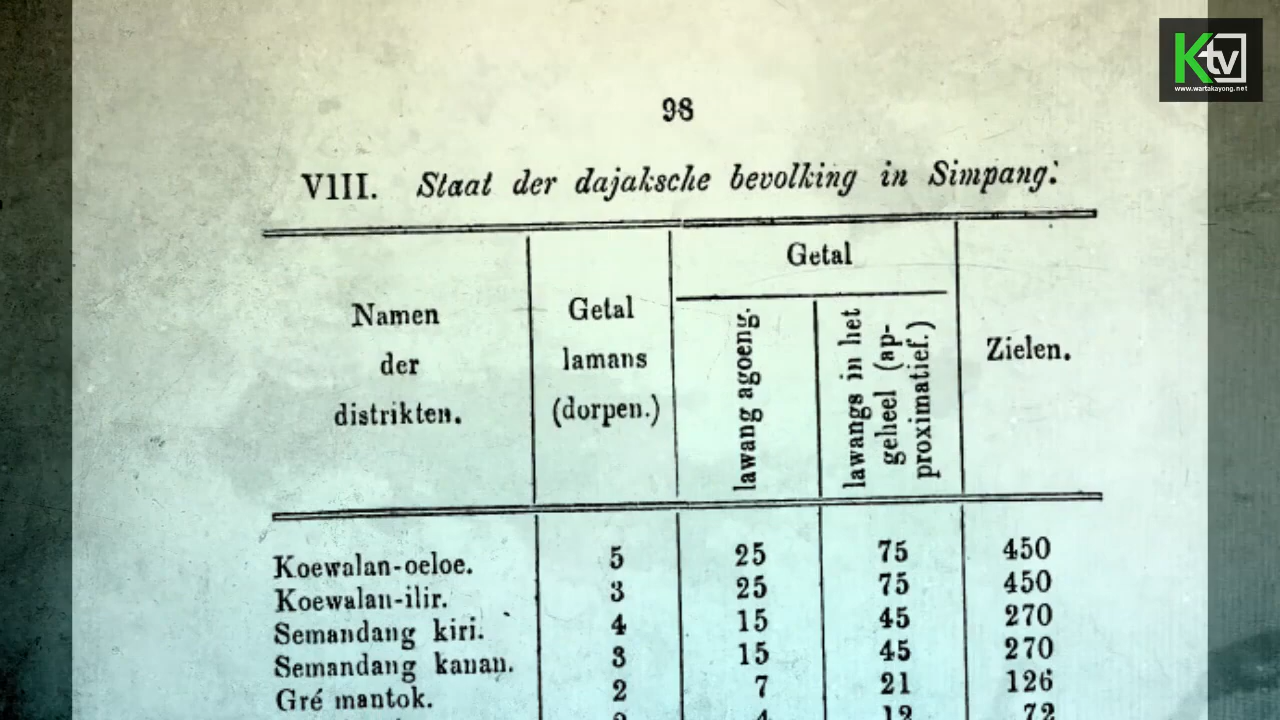 Ktv
www.wartakayong.net
98
VIII. Staat der dajaksche bevolking in Simpang.
Getal
Namen
der
distrikten.
Getal
lamans
(dorpen.)
lawang agoeng.
lawangs in het
geheel (ap-
proximatief.)
Zielen.
Koewalan-oeloe. 5 25 75 450
Koewalan-ilir. 3 25 75 450
Semandang kiri. 4 15 45 270
Semandang kanan. 3 15 45 270
Gré mantok. 2 7 21 126
4 12 72